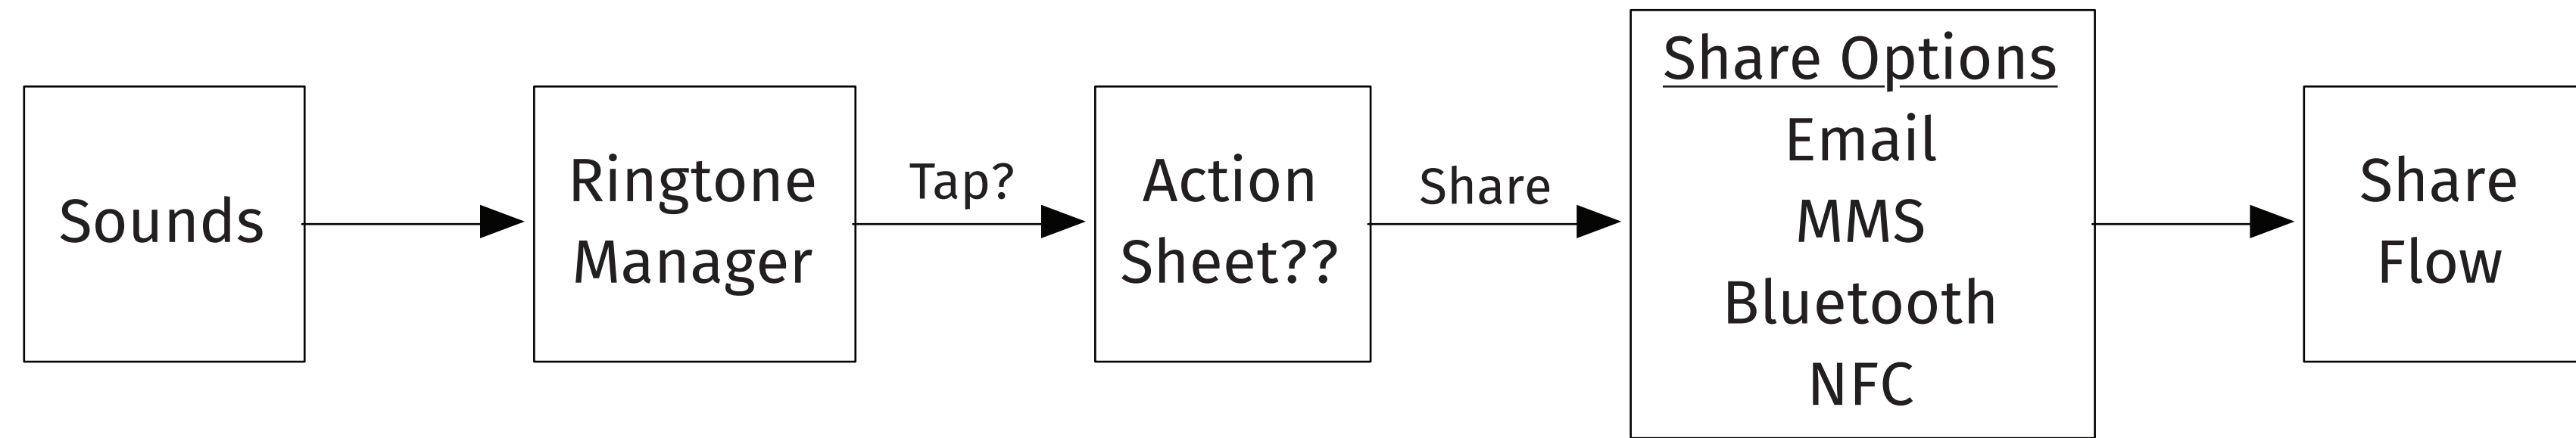 Sounds
Ringtone
Manager
Tap?
Action
Sheet??
Share
Share Options
Email
MMS
Bluetooth
NFC
Share
Flow